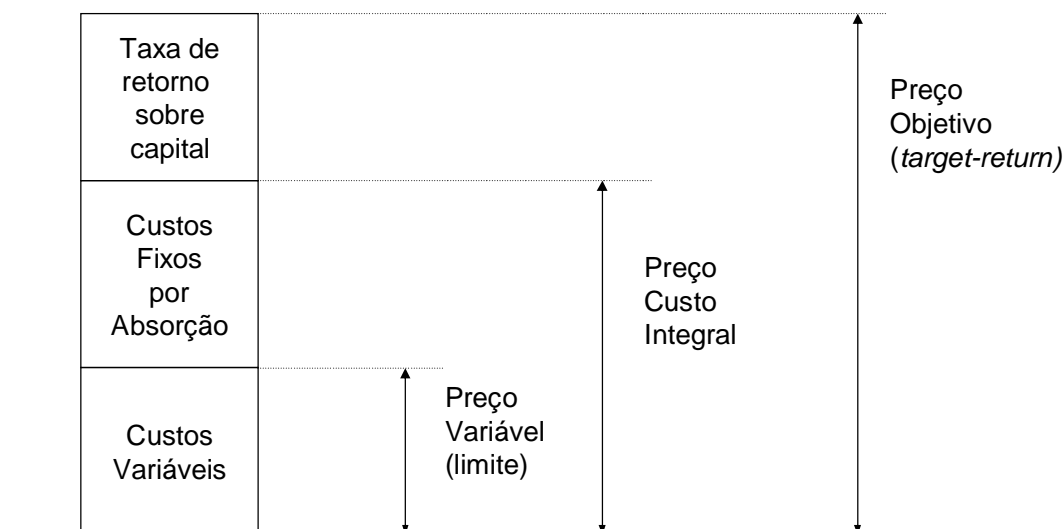 Taxa de
retorno
sobre
capital
Preço
Objetivo
(target-return)
Custos
Fixos
por
Absorção
Preço
Custo
Integral
Preço
Variável
(limite)
Custos
Variáveis